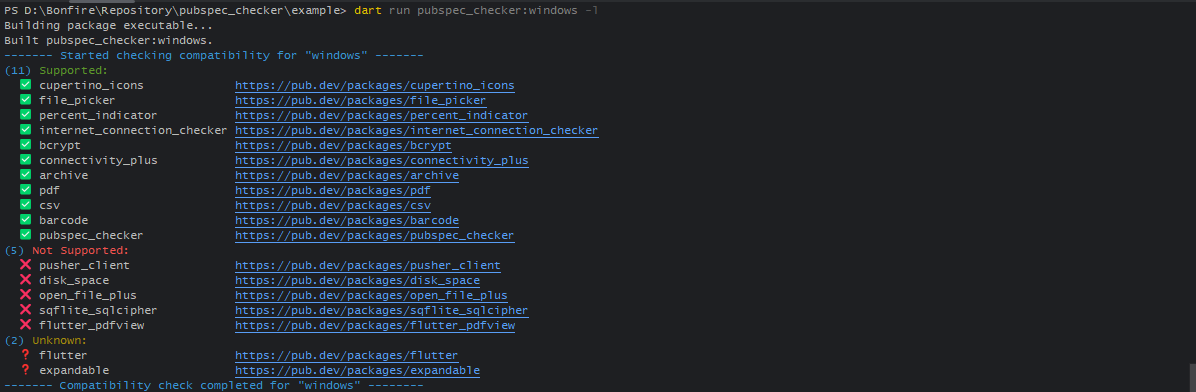 PS D:\Bonfire\Repository\pubspec_checker\example> dart run pubspec_checker:windows -l
Building package executable...
Built pubspec_checker:windows.
------- Started checking compatibility for "windows" -------
(11) Supported:
✅ cupertino_icons https://pub.dev/packages/cupertino_icons
✅ file_picker https://pub.dev/packages/file_picker
✅ percent_indicator https://pub.dev/packages/percent_indicator
✅ internet_connection_checker https://pub.dev/packages/internet_connection_checker
✅ bcrypt https://pub.dev/packages/bcrypt
✅ connectivity_plus https://pub.dev/packages/connectivity_plus
✅ archive https://pub.dev/packages/archive
✅ pdf https://pub.dev/packages/pdf
✅ csv https://pub.dev/packages/csv
✅ barcode https://pub.dev/packages/barcode
✅ pubspec_checker https://pub.dev/packages/pubspec_checker
(5) Not Supported:
❌ pusher_client https://pub.dev/packages/pusher_client
❌ disk_space https://pub.dev/packages/disk_space
❌ open_file_plus https://pub.dev/packages/open_file_plus
❌ sqflite_sqlcipher https://pub.dev/packages/sqflite_sqlcipher
❌ flutter_pdfview https://pub.dev/packages/flutter_pdfview
(2) Unknown:
❓ flutter https://pub.dev/packages/flutter
❓ expandable https://pub.dev/packages/expandable
------- Compatibility check completed for "windows" --------